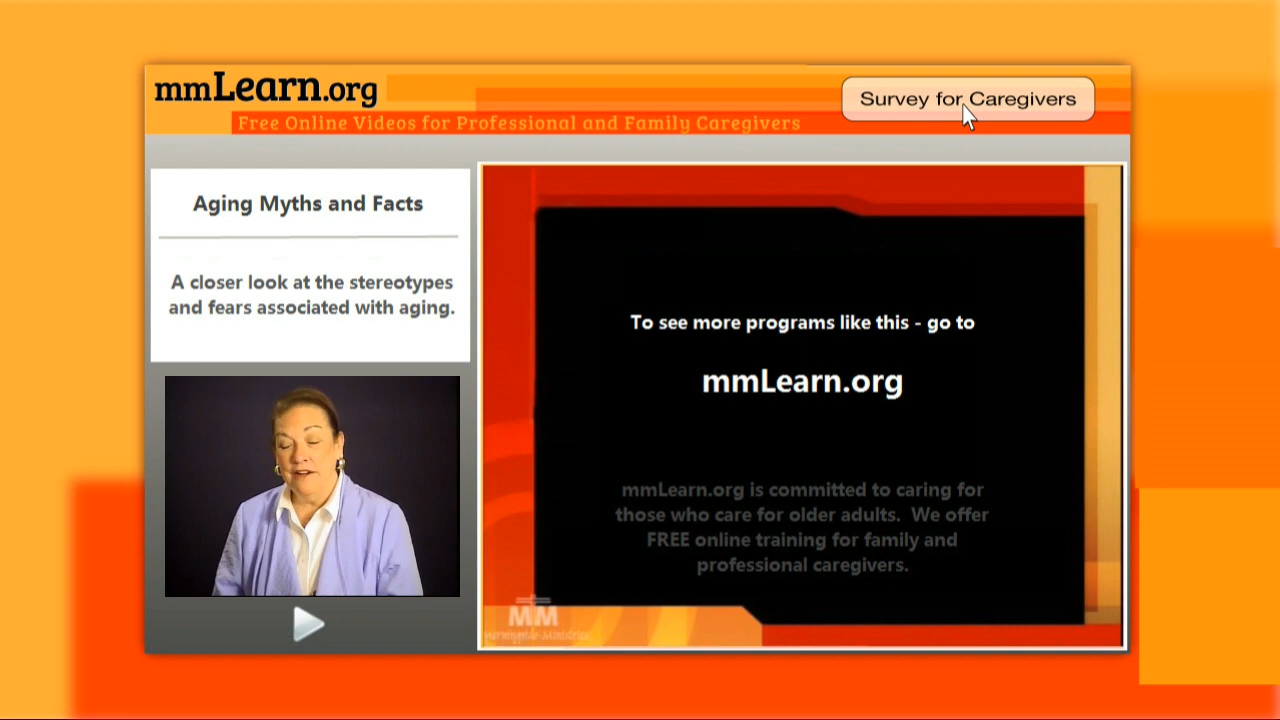 mmLearn.org
Survey for Caregivers
Free Online Videos for Professional and Family Caregivers
Aging Myths and Facts
A closer look at the stereotypes
and fears associated with aging.
To see more programs like this - go to
mmLearn.org
mmLearn.org is committed to caring for
those who care for older adults. We offer
FREE online training for family and
professional caregivers.
MM
Morningside Ministries